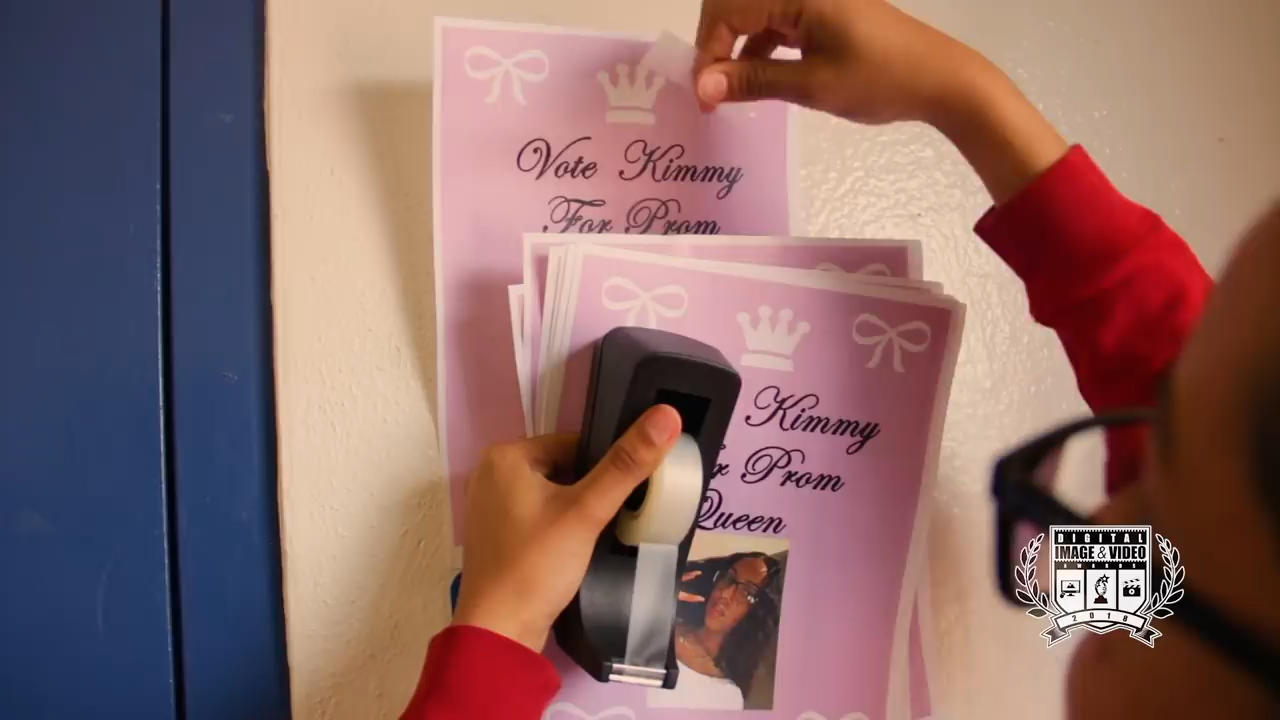 Vote Kimmy
For Prom
Kimmy
r Prom
Queen
DIGITAL
IMAGE & VIDEO
AWARDS
2018